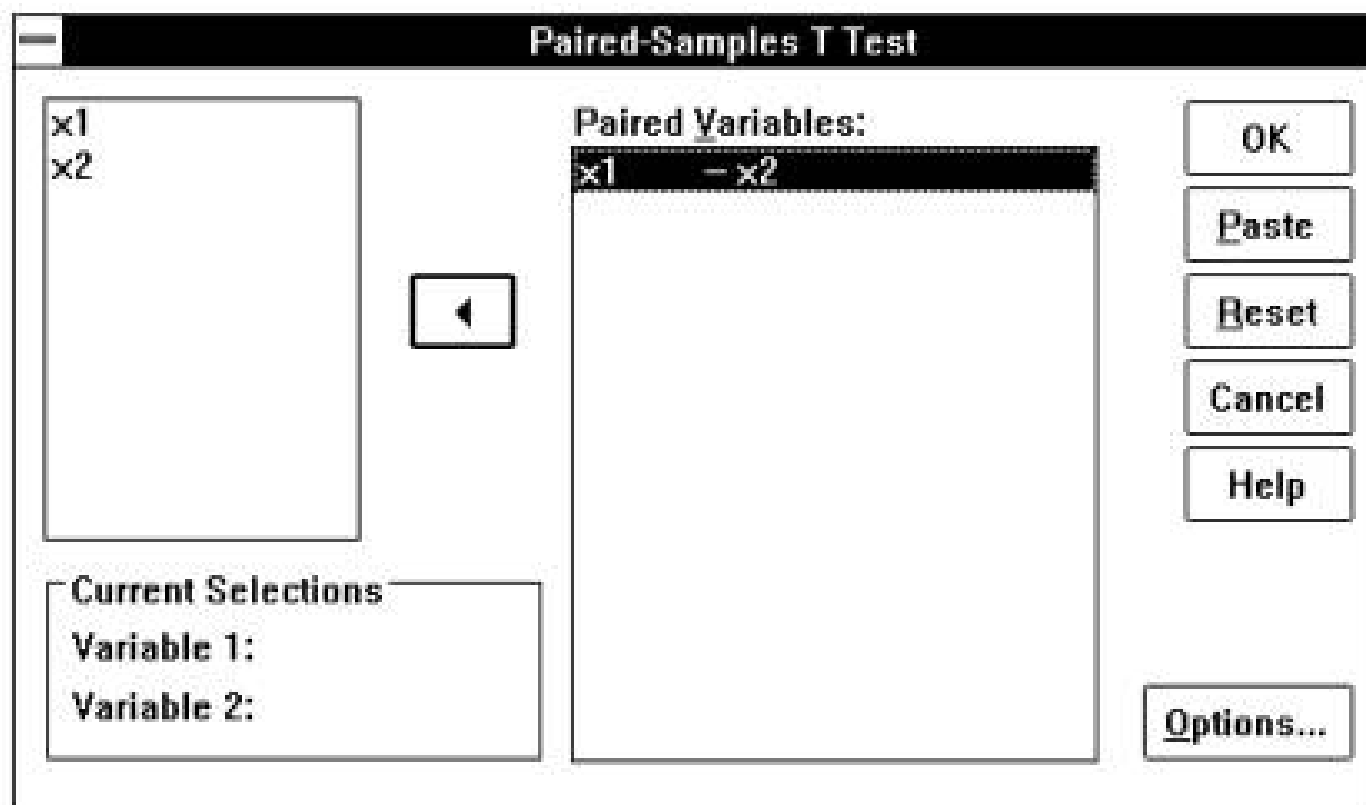 Paired-Samples T Test
x1
x2
Paired Variables:
x1 – x2
OK
Paste
Reset
Cancel
Help
Current Selections
Variable 1:
Variable 2:
Options...